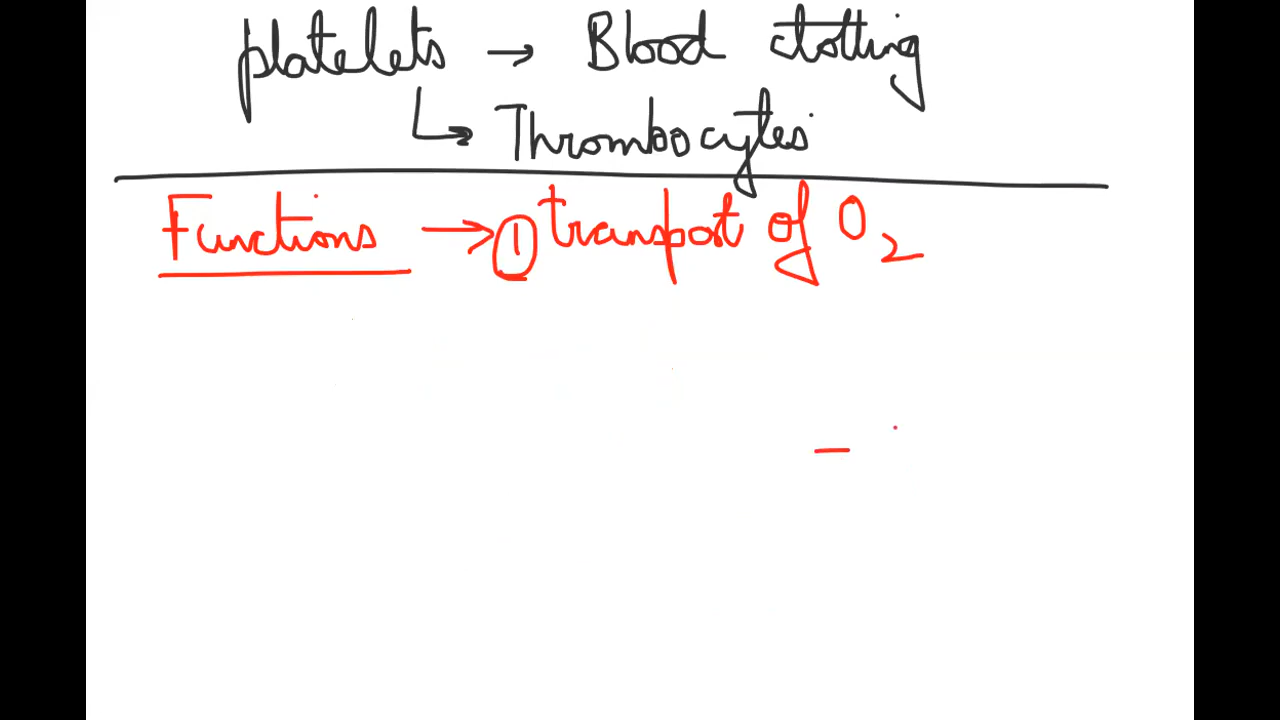 platelets → Blood clotting
↳ Thrombocytes
Functions → ① transport of O₂